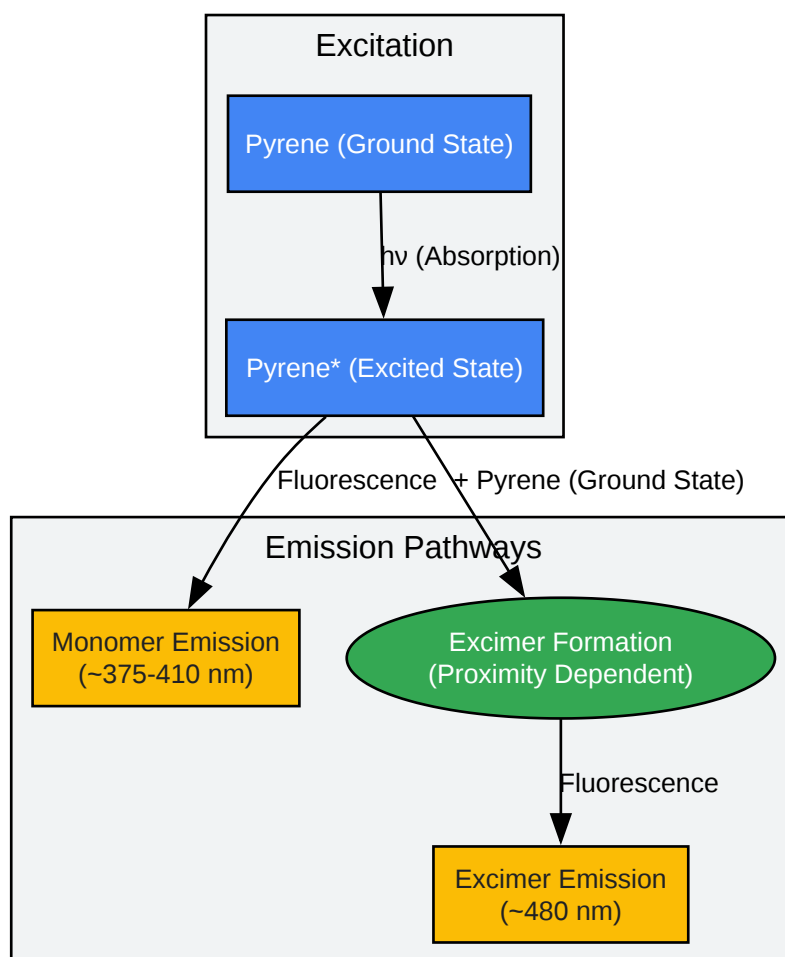 Excitation
Pyrene (Ground State)
hν (Absorption)
Pyrene* (Excited State)
Fluorescence
+ Pyrene (Ground State)
Emission Pathways
Monomer Emission
(~375-410 nm)
Excimer Formation
(Proximity Dependent)
Fluorescence
Excimer Emission
(~480 nm)